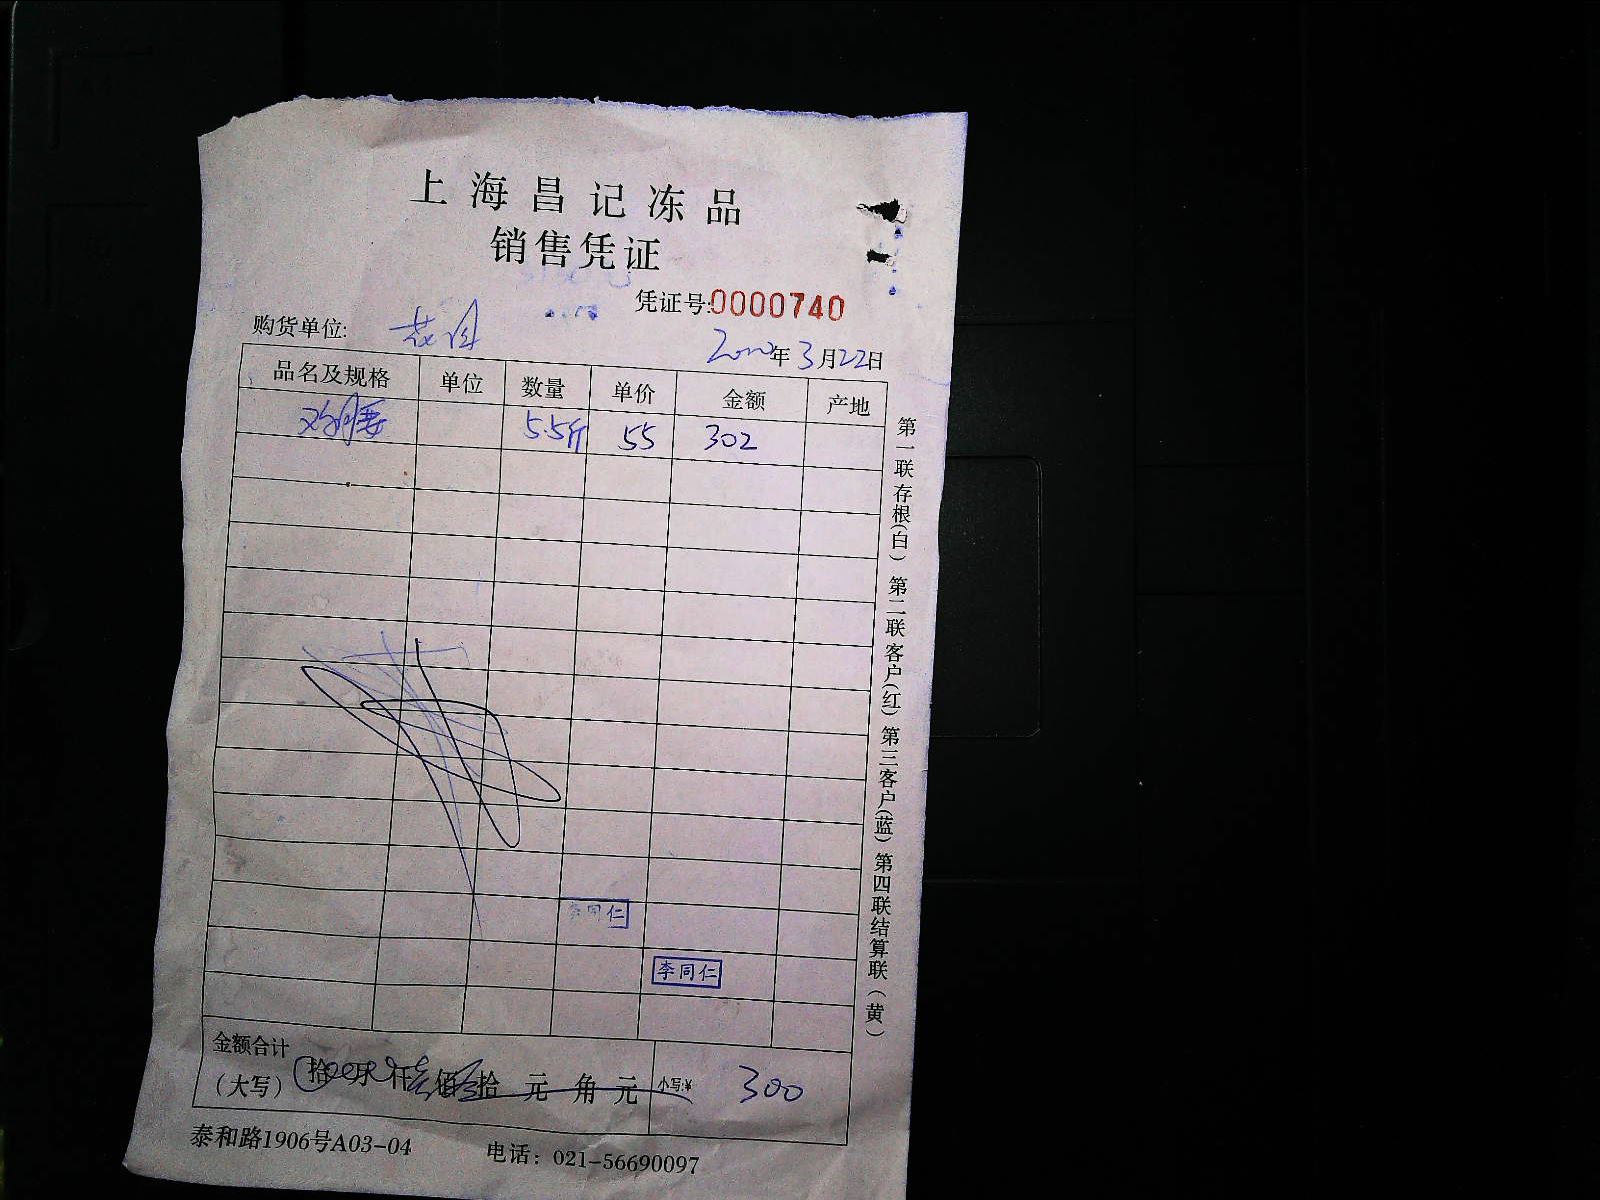 上海昌记冻品
销售凭证
凭证号:0000740
购货单位:
年3月22日
品名及规格 单位 数量 单价 金额 产地
5.5斤 55 302
第一联存根(白) 第二联客户(红) 第三客户(蓝) 第四联结算联(黄)
李同仁
李同仁
金额合计
(大写) 拾 万 仟 佰 拾 元 角 元 小写:¥ 300
泰和路1906号A03-04 电话：021-56690097